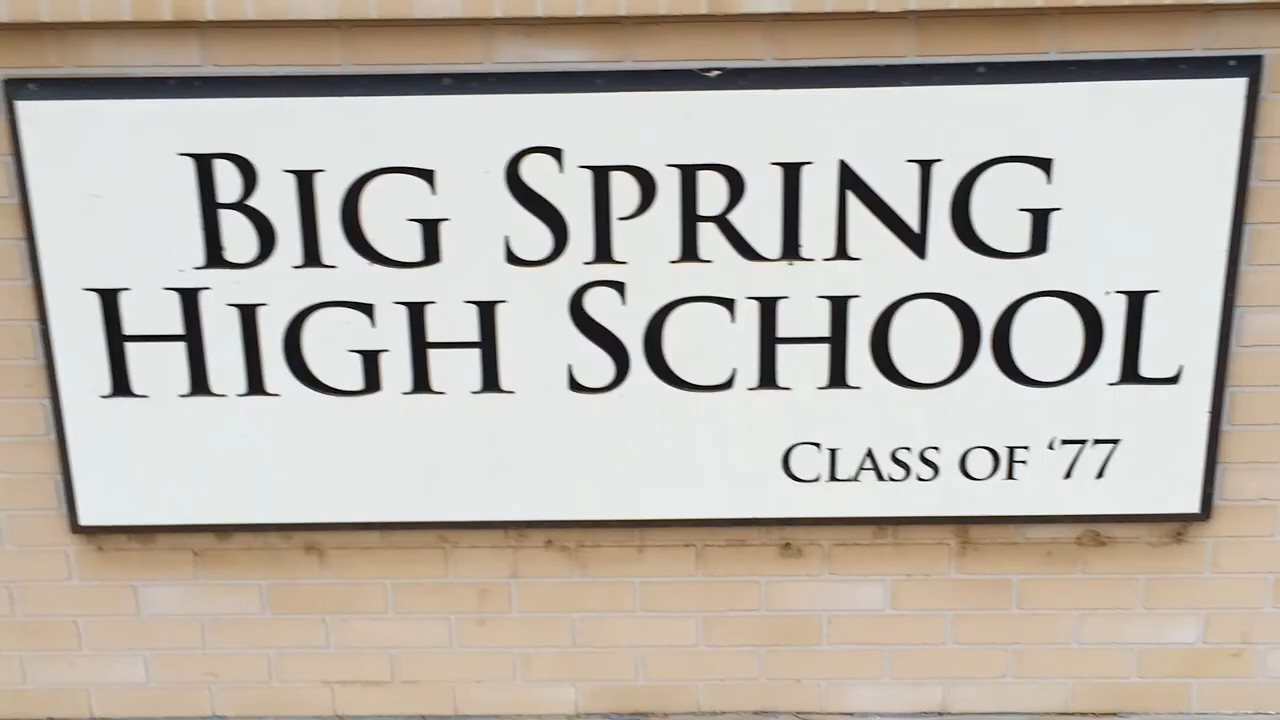 Big Spring
High School
Class of ‘77